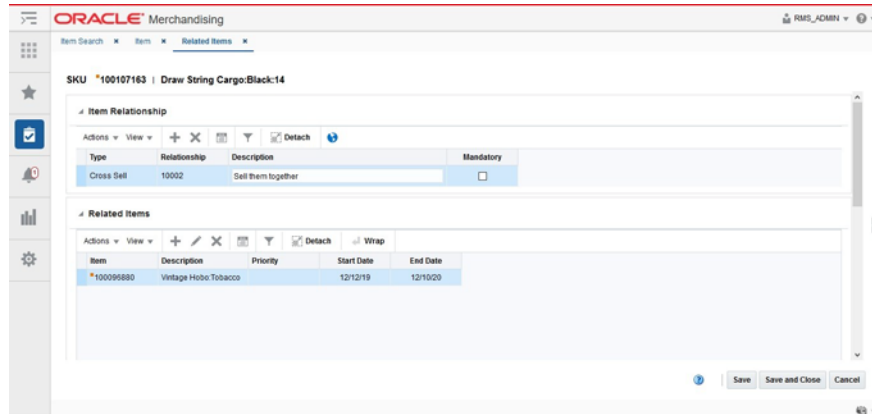 ORACLE Merchandising
RMS_ADMIN
Item Search Item Related Items
SKU *100107163 | Draw String Cargo:Black:14
Item Relationship
Actions View Detach
Type Relationship Description Mandatory
Cross Sell 10002 Sell them together
Related Items
Actions View Detach Wrap
Item Description Priority Start Date End Date
*100096880 Vintage Hobo:Tobacco 12/12/19 12/10/20
Save Save and Close Cancel